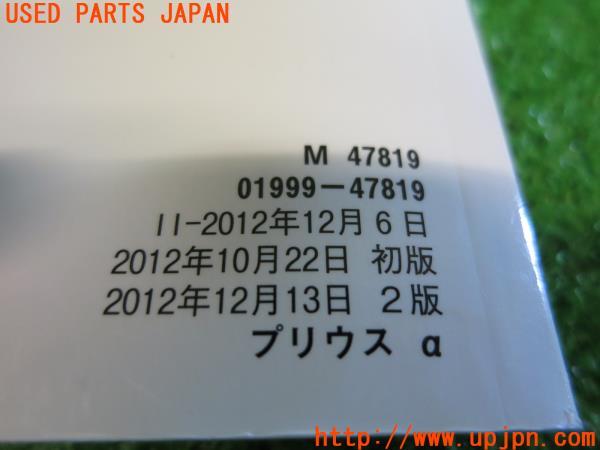 USED PARTS JAPAN
M 47819
01999-47819
II-2012年12月6日
2012年10月22日 初版
2012年12月13日 2版
プリウス α
http://www.upjpn.com/